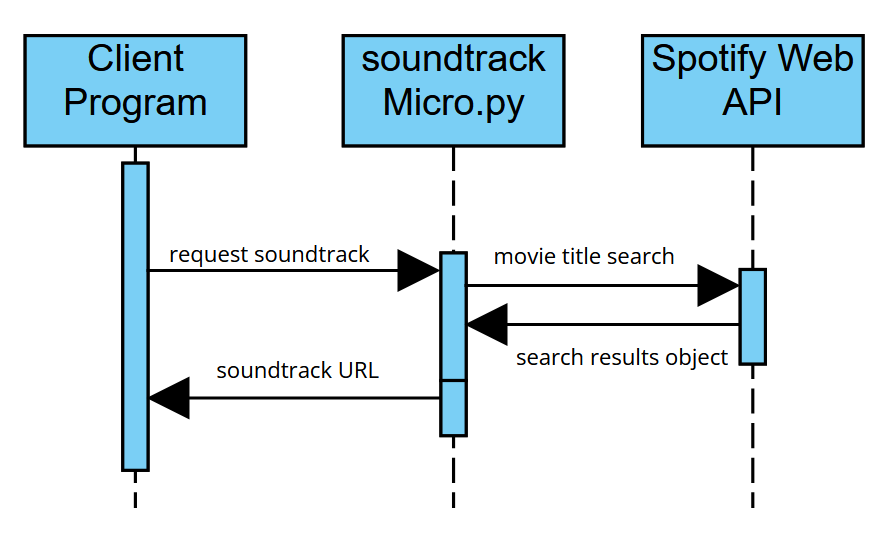 Client
Program
soundtrack
Micro.py
Spotify Web
API
request soundtrack
movie title search
search results object
soundtrack URL